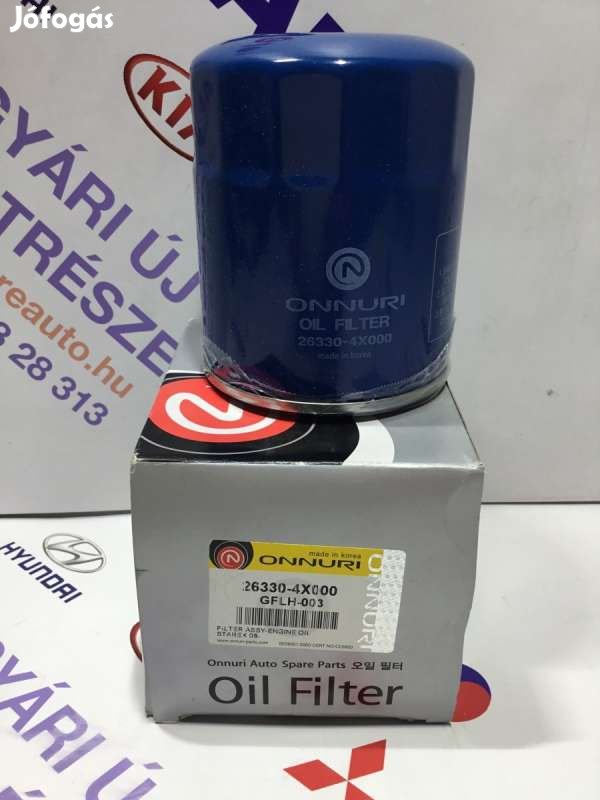 Jófogás
KIA
GYÁRI ÚJ
TRÉSZE
reauto.hu
8 28 313
ONNURI
OIL FILTER
26330-4X000
made in korea
HYUNDAI
made in korea
ONNURI
26330-4X000
GFLH-003
FILTER ASSY-ENGINE OIL
STAREX 08-
ONNURI
Onnuri Auto Spare Parts 오일 필터
Oil Filter
GYÁRI ÚJ